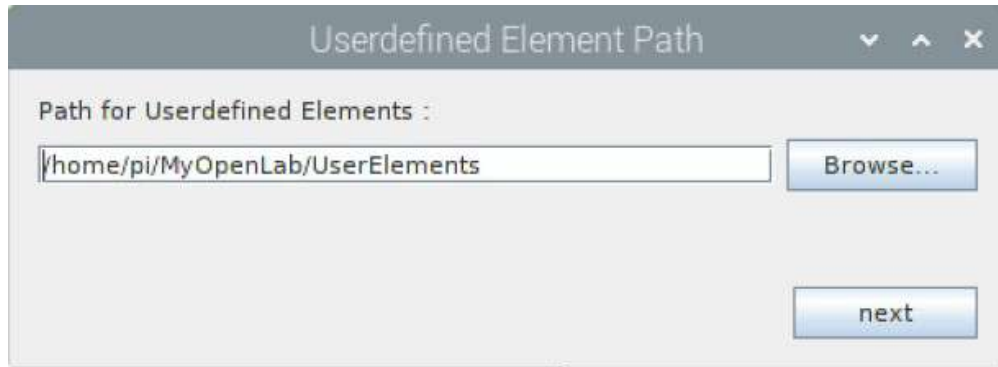 Userdefined Element Path
Path for Userdefined Elements :
/home/pi/MyOpenLab/UserElements
Browse...
next